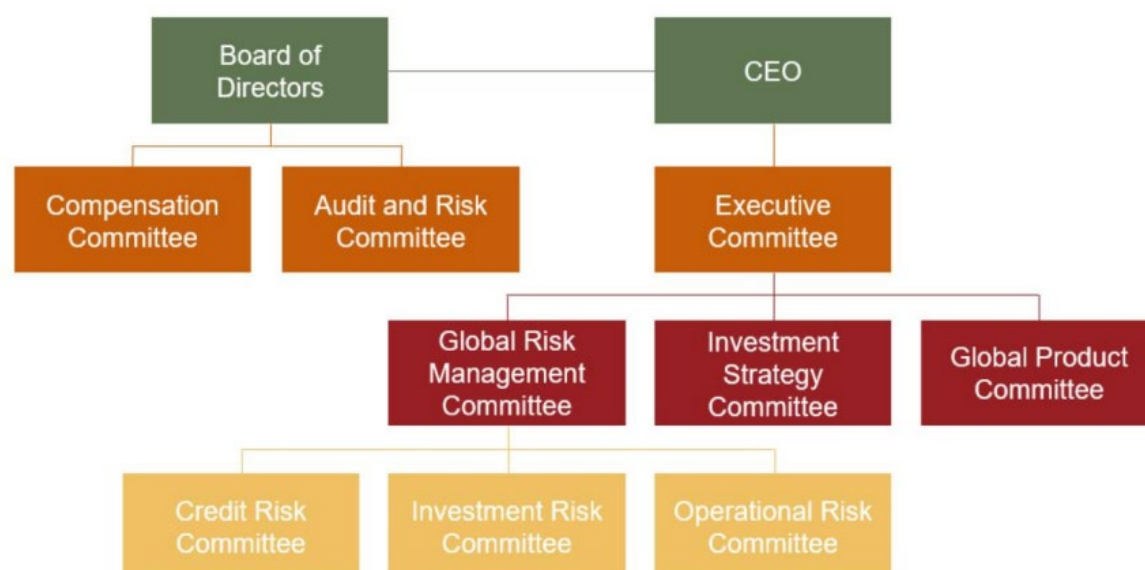 Board of
Directors
CEO
Compensation
Committee
Audit and Risk
Committee
Executive
Committee
Global Risk
Management
Committee
Investment
Strategy
Committee
Global Product
Committee
Credit Risk
Committee
Investment Risk
Committee
Operational Risk
Committee